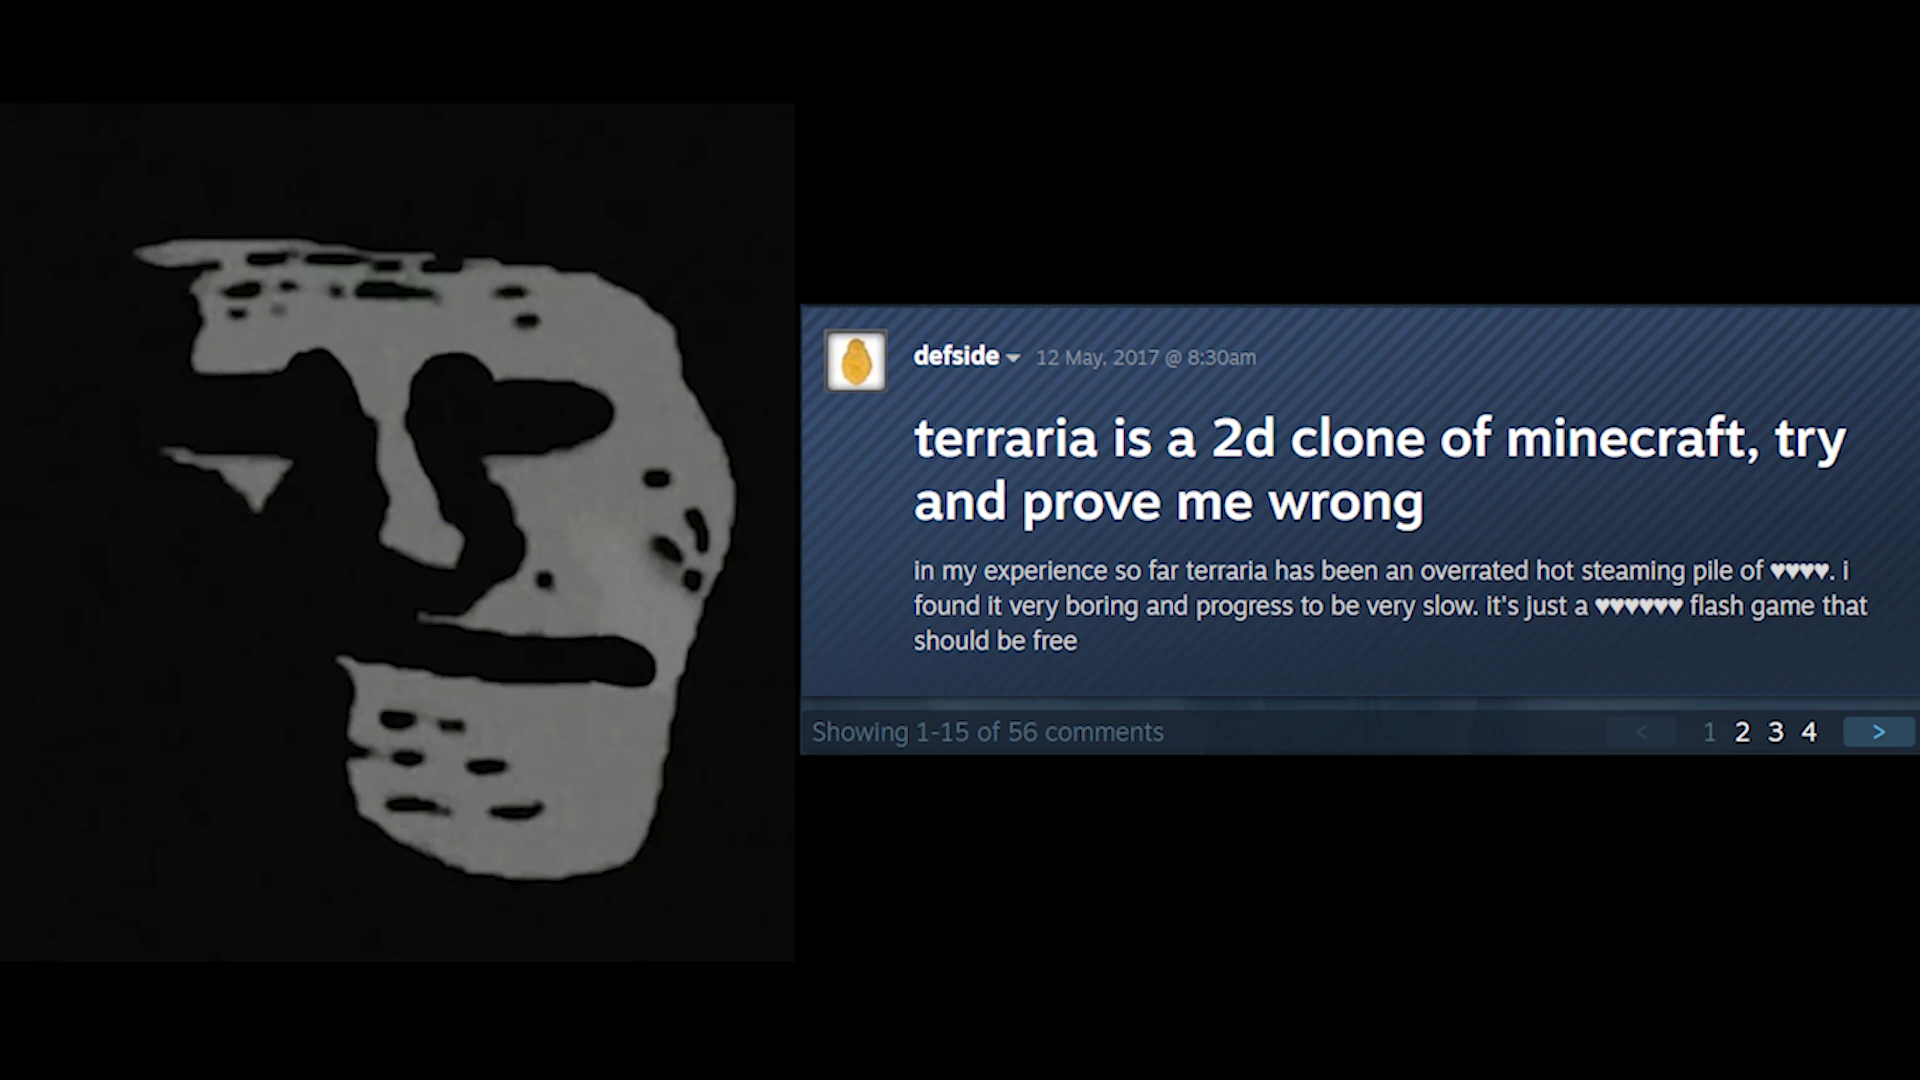 defside 12 May, 2017 @ 8:30am
terraria is a 2d clone of minecraft, try
and prove me wrong
in my experience so far terraria has been an overrated hot steaming pile of ♥♥♥♥. i
found it very boring and progress to be very slow. it's just a ♥♥♥♥♥♥ flash game that
should be free
Showing 1-15 of 56 comments < 1 2 3 4 >